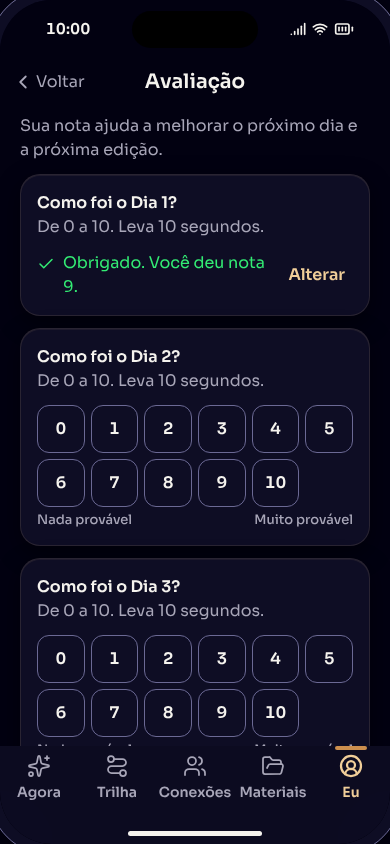 10:00
Voltar
Avaliação
Sua nota ajuda a melhorar o próximo dia e
a próxima edição.
Como foi o Dia 1?
De 0 a 10. Leva 10 segundos.
Obrigado. Você deu nota
9.
Alterar
Como foi o Dia 2?
De 0 a 10. Leva 10 segundos.
0 1 2 3 4 5
6 7 8 9 10
Nada provável Muito provável
Como foi o Dia 3?
De 0 a 10. Leva 10 segundos.
0 1 2 3 4 5
6 7 8 9 10
Agora Trilha Conexões Materiais Eu